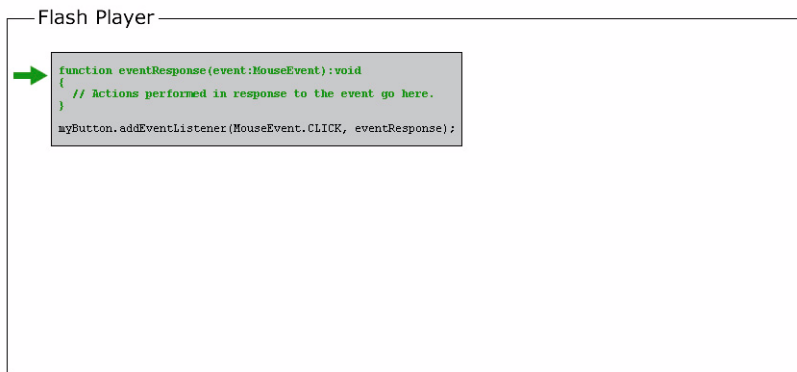 Flash Player
function eventResponse(event:MouseEvent):void
{
// Actions performed in response to the event go here.
}
myButton.addEventListener(MouseEvent.CLICK, eventResponse);